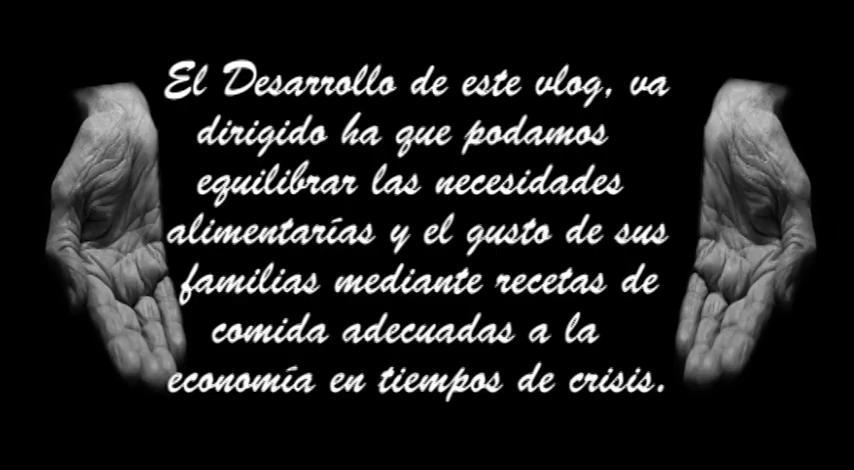 El Desarrollo de este vlog, va
dirigido ha que podamos
equilibrar las necesidades
alimentarías y el gusto de sus
familias mediante recetas de
comida adecuadas a la
economía en tiempos de crisis.